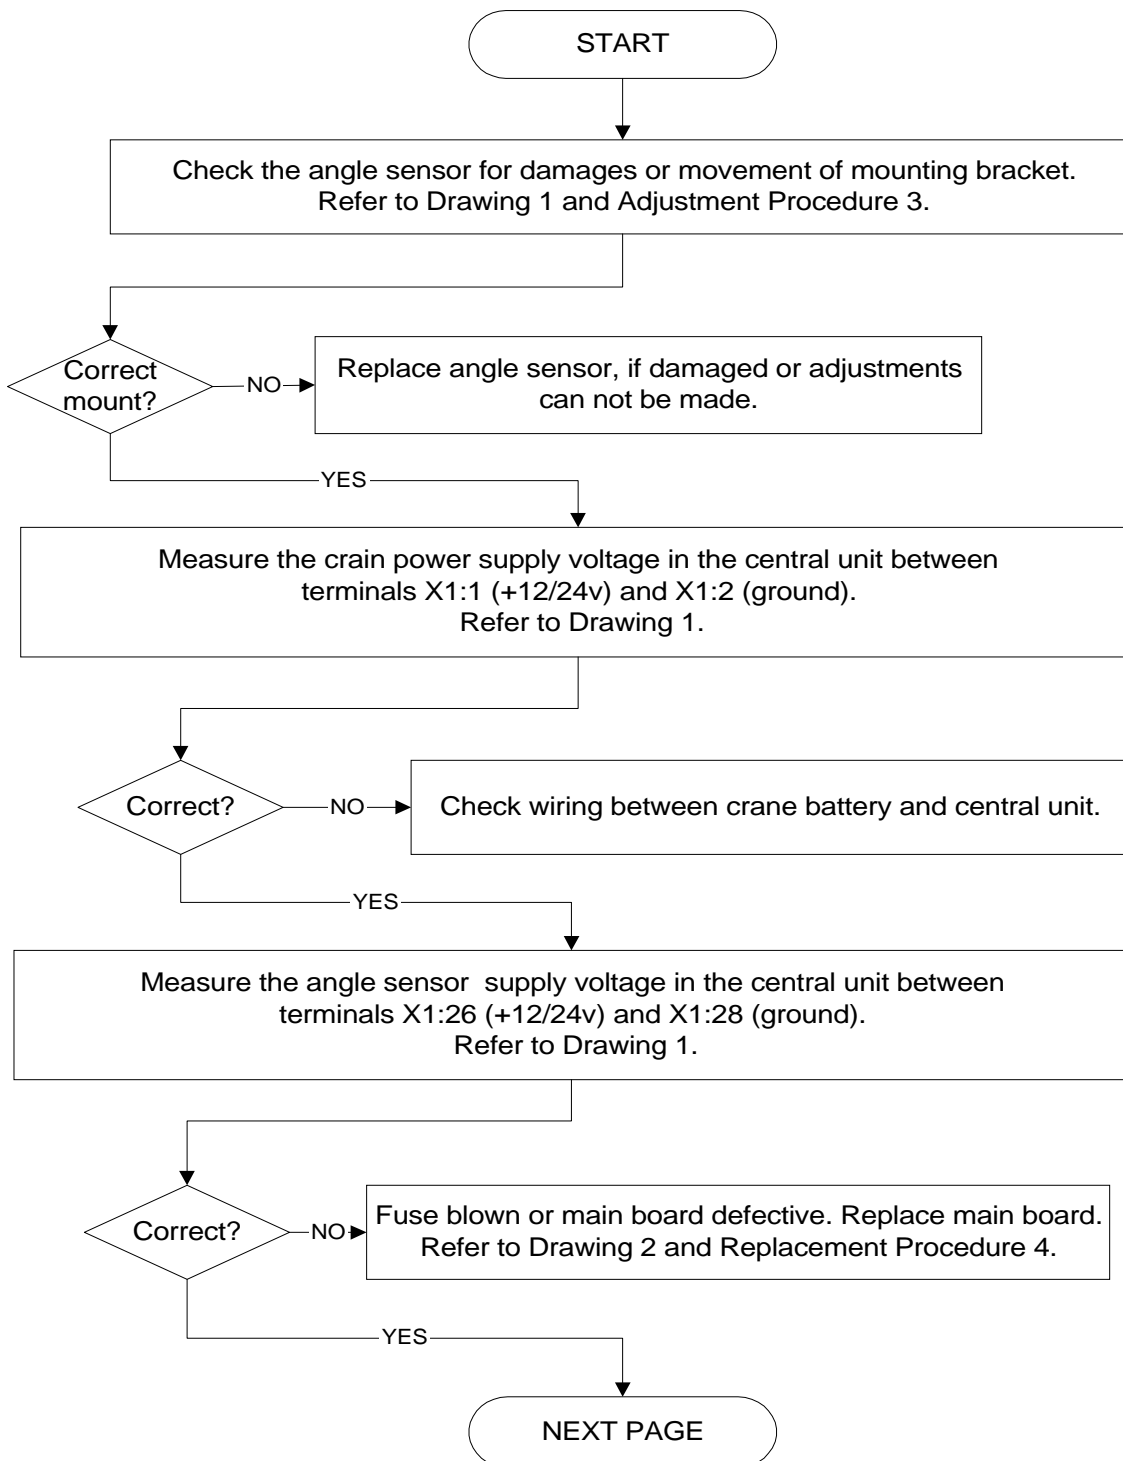 START
Check the angle sensor for damages or movement of mounting bracket.
Refer to Drawing 1 and Adjustment Procedure 3.
Correct
mount?
NO
Replace angle sensor, if damaged or adjustments
can not be made.
YES
Measure the crain power supply voltage in the central unit between
terminals X1:1 (+12/24v) and X1:2 (ground).
Refer to Drawing 1.
Correct?
NO
Check wiring between crane battery and central unit.
YES
Measure the angle sensor  supply voltage in the central unit between
terminals X1:26 (+12/24v) and X1:28 (ground).
Refer to Drawing 1.
Correct?
NO
Fuse blown or main board defective. Replace main board.
Refer to Drawing 2 and Replacement Procedure 4.
YES
NEXT PAGE